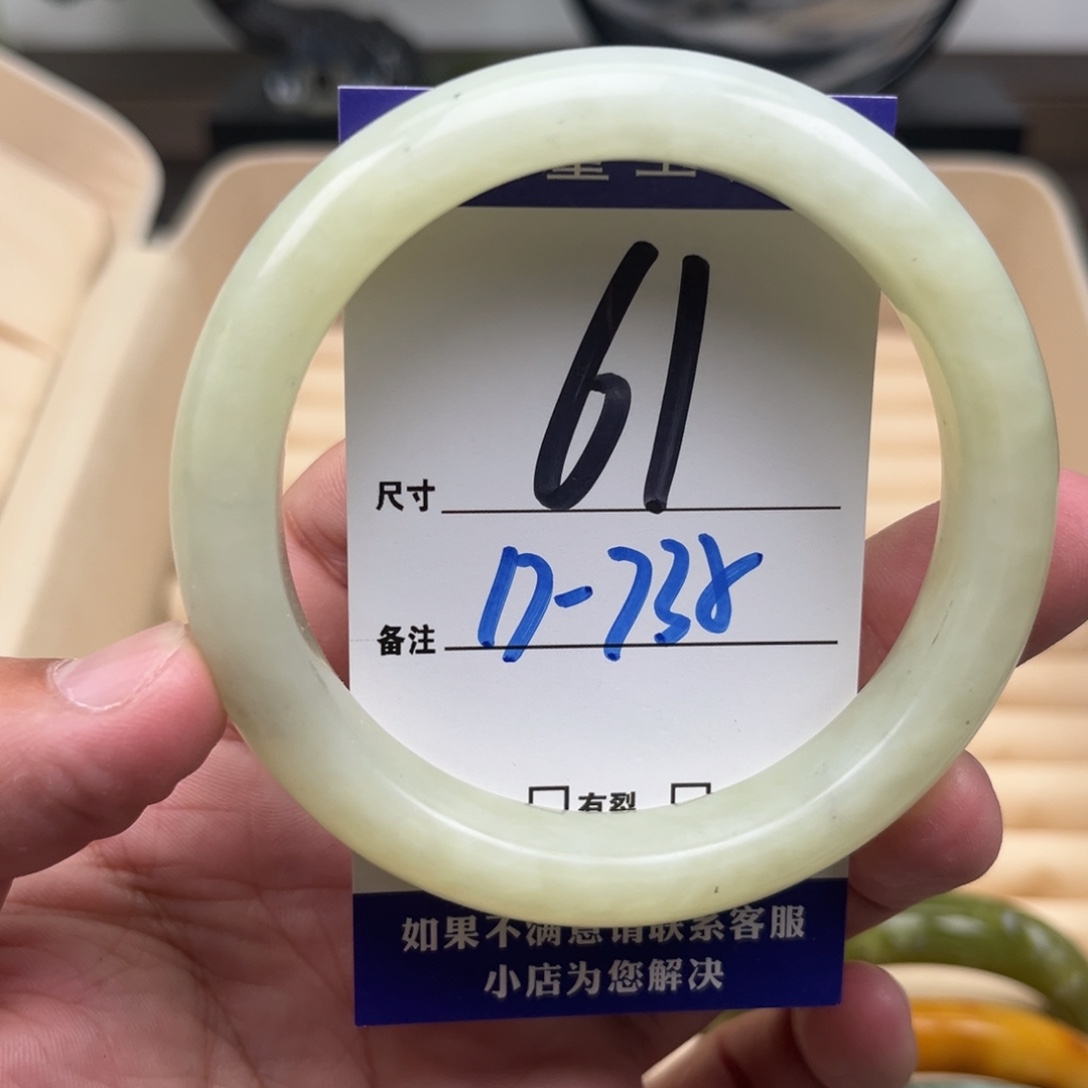 61
尺寸
17-738
备注
□有裂 □
如果不满意请联系客服
小店为您解决